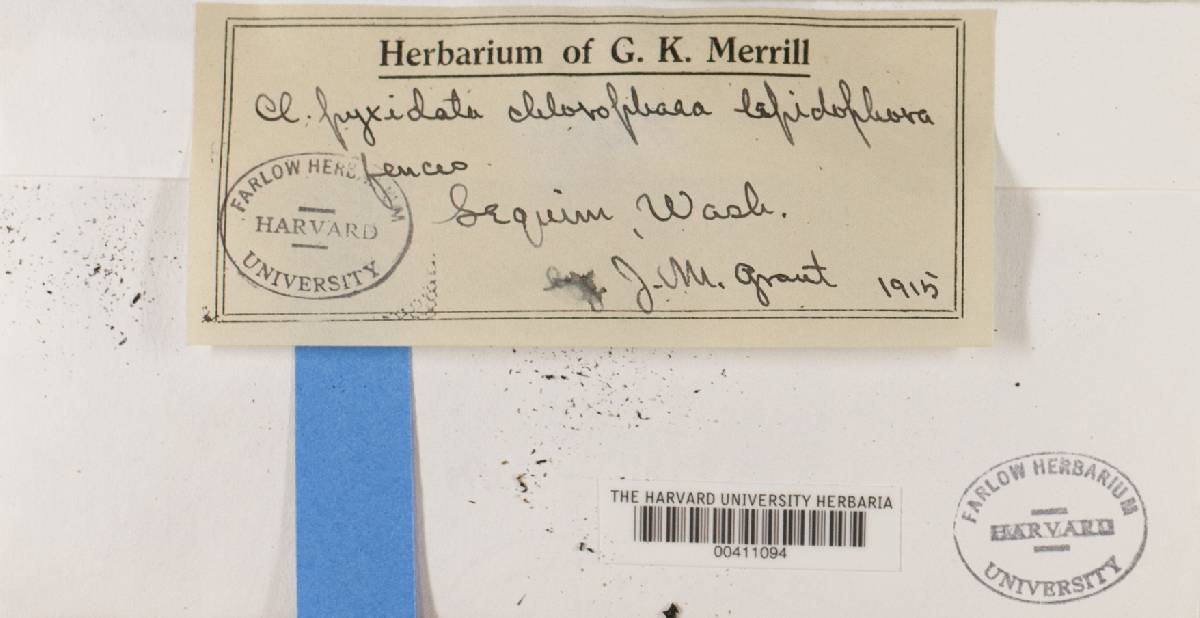 Herbarium of G. K. Merrill
Cl. pyxidata chlorophaea lepidophora
fences
Sequim, Wash.
J. M. Grant 1915
FARLOW HERBARIUM
HARVARD
UNIVERSITY
THE HARVARD UNIVERSITY HERBARIA
00411094
FARLOW HERBARIUM
HARVARD
UNIVERSITY